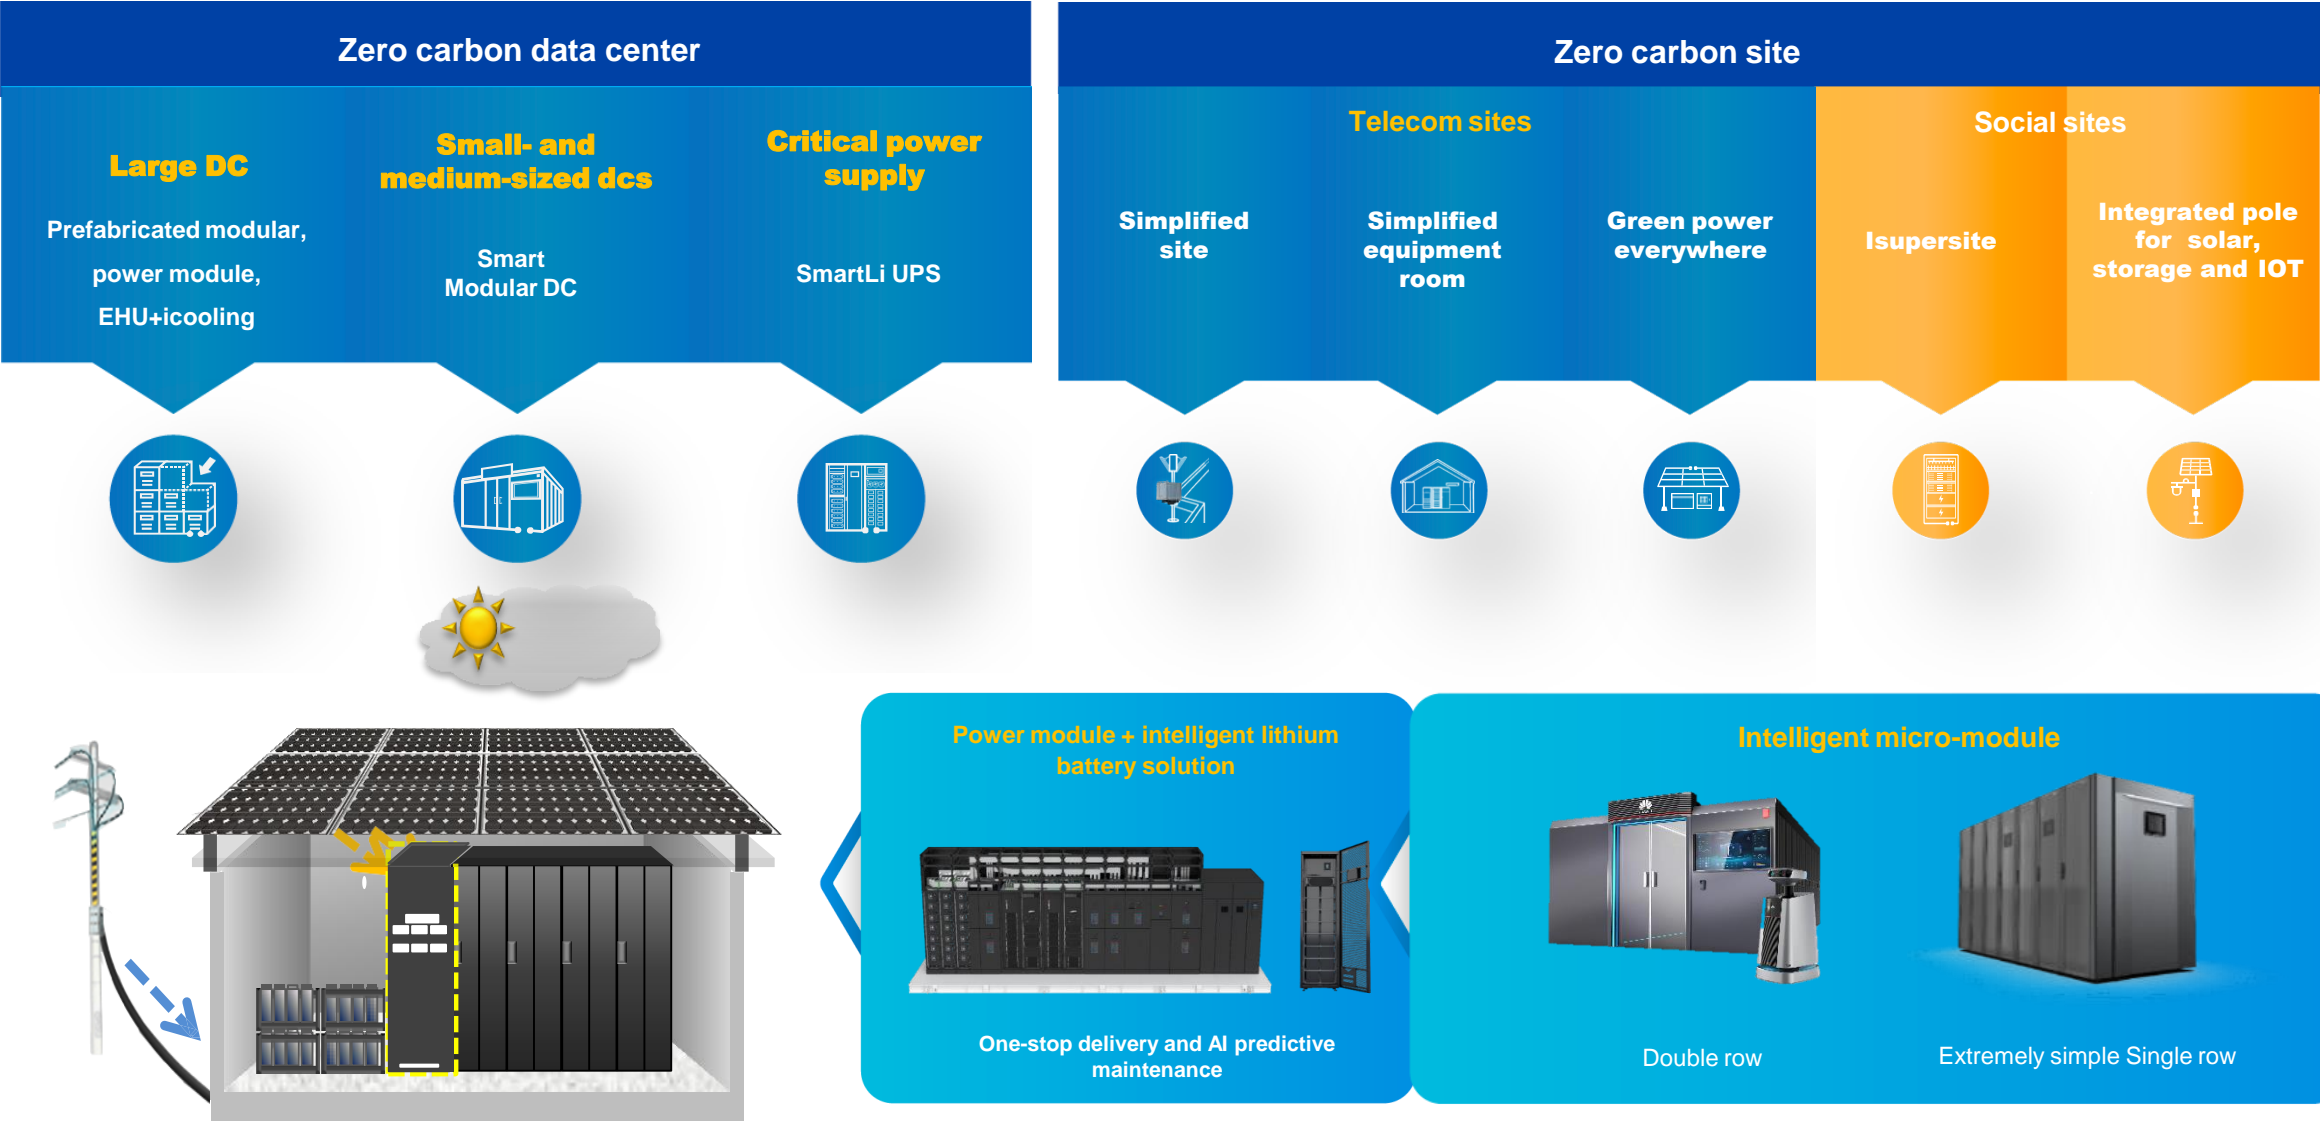 Zero carbon data center
Large DC
Prefabricated modular,
power module,
EHU+icooling
Small- and
medium-sized dcs
Smart
Modular DC
Critical power
supply
SmartLi UPS
Zero carbon site
Telecom sites
Simplified
site
Simplified
equipment
room
Green power
everywhere
Social sites
Isupersite
Integrated pole
for solar,
storage and IOT
Power module + intelligent lithium
battery solution
One-stop delivery and AI predictive
maintenance
Intelligent micro-module
Double row
Extremely simple Single row